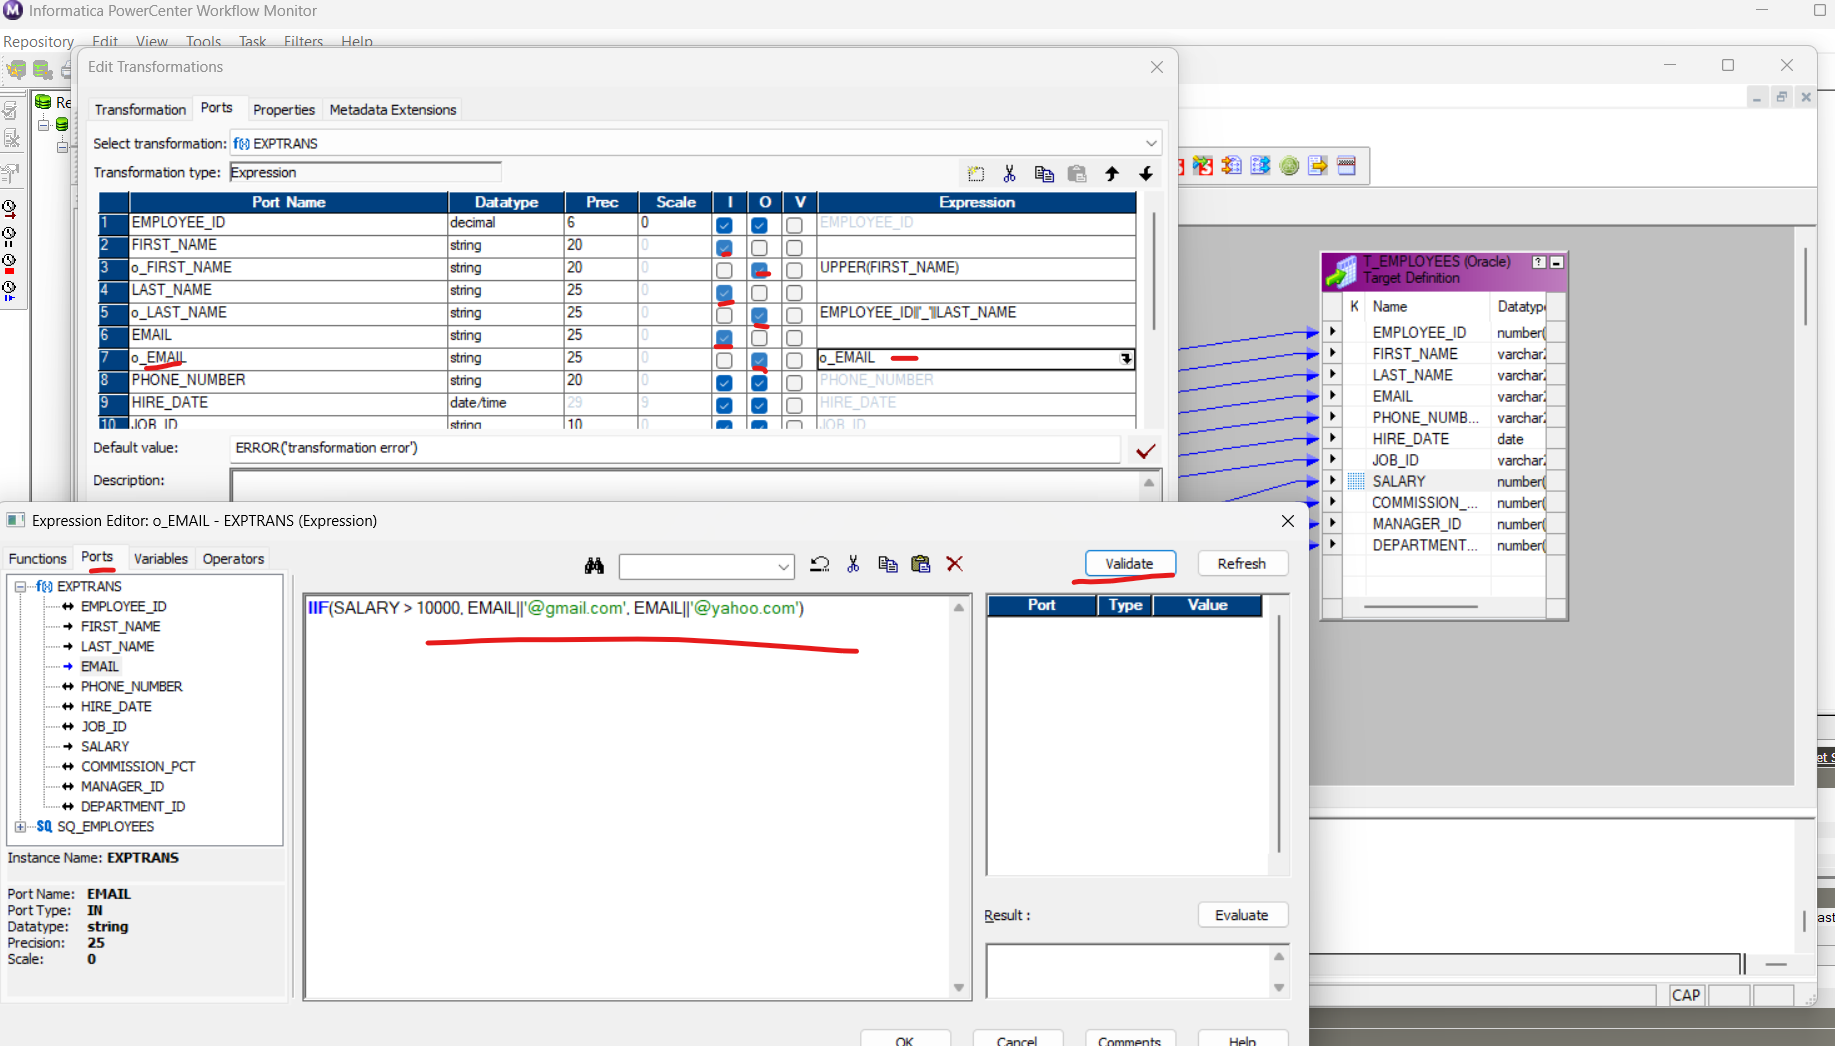 Informatica PowerCenter Workflow Monitor
Repository Edit View Tools Task Filters Help
Edit Transformations
Re
Transformation Ports Properties Metadata Extensions
Select transformation: f(x) EXPTRANS
Transformation type: Expression
Port Name Datatype Prec Scale I O V Expression
1 EMPLOYEE_ID decimal 6 0 EMPLOYEE_ID
2 FIRST_NAME string 20 0
3 o_FIRST_NAME string 20 0 UPPER(FIRST_NAME)
4 LAST_NAME string 25 0
5 o_LAST_NAME string 25 0 EMPLOYEE_ID||'_'||LAST_NAME
6 EMAIL string 25 0
7 o_EMAIL string 25 0 o_EMAIL
8 PHONE_NUMBER string 20 0 PHONE_NUMBER
9 HIRE_DATE date/time 29 9 HIRE_DATE
10 JOB_ID string 10 0 JOB_ID
Default value: ERROR('transformation error')
Description:
T_EMPLOYEES (Oracle)
Target Definition
K Name Datatype
EMPLOYEE_ID number(
FIRST_NAME varchar2
LAST_NAME varchar2
EMAIL varchar2
PHONE_NUMB... varchar2
HIRE_DATE date
JOB_ID varchar2
SALARY number(
COMMISSION_... number(
MANAGER_ID number(
DEPARTMENT... number(
Expression Editor: o_EMAIL - EXPTRANS (Expression)
Functions Ports Variables Operators
Validate Refresh
f(x) EXPTRANS
EMPLOYEE_ID
FIRST_NAME
LAST_NAME
EMAIL
PHONE_NUMBER
HIRE_DATE
JOB_ID
SALARY
COMMISSION_PCT
MANAGER_ID
DEPARTMENT_ID
SQ SQ_EMPLOYEES
IIF(SALARY > 10000, EMAIL||'@gmail.com', EMAIL||'@yahoo.com')
Port Type Value
Instance Name: EXPTRANS
Port Name: EMAIL
Port Type: IN
Datatype: string
Precision: 25
Scale: 0
Result :
Evaluate
OK Cancel Comments Help
CAP
et S
ast